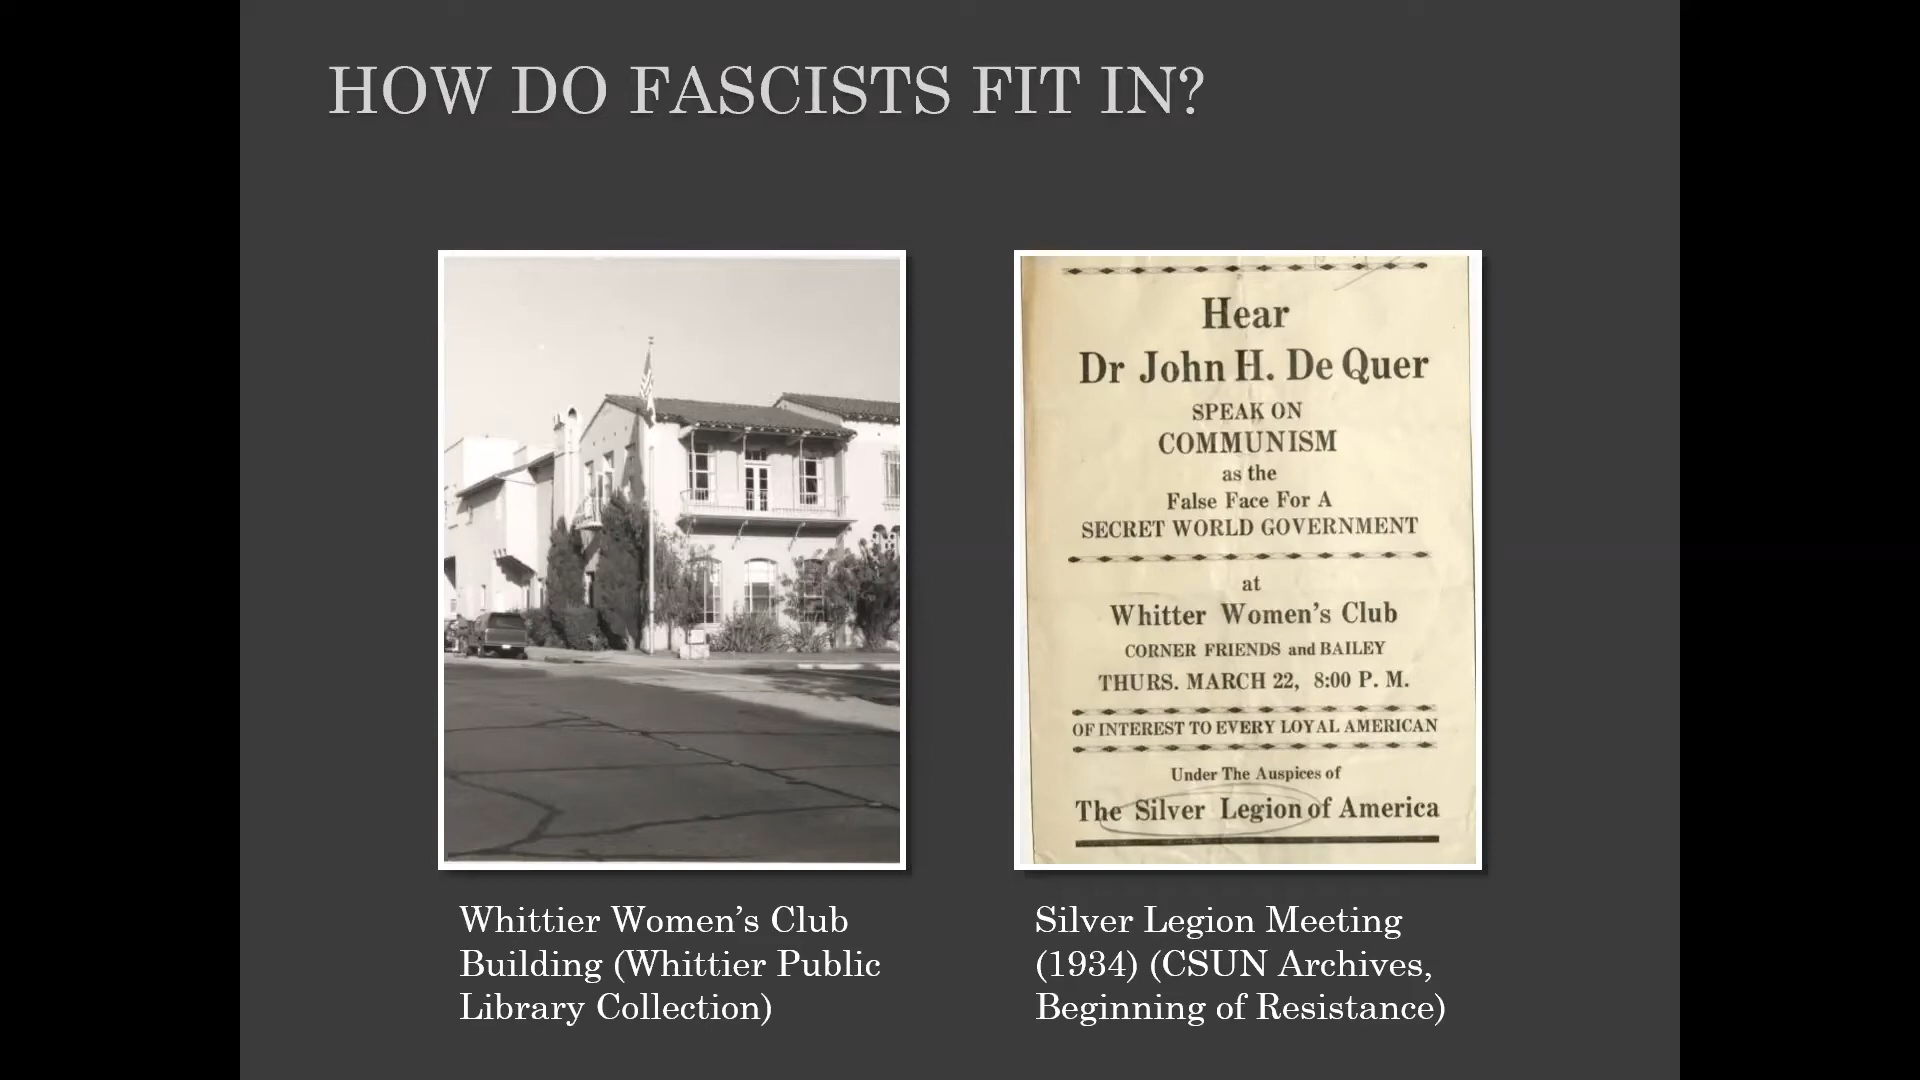 HOW DO FASCISTS FIT IN?
Hear
Dr John H. De Quer
SPEAK ON
COMMUNISM
as the
False Face For A
SECRET WORLD GOVERNMENT
at
Whitter Women's Club
CORNER FRIENDS and BAILEY
THURS. MARCH 22, 8:00 P. M.
OF INTEREST TO EVERY LOYAL AMERICAN
Under The Auspices of
The Silver Legion of America
Whittier Women's Club
Building (Whittier Public
Library Collection)
Silver Legion Meeting
(1934) (CSUN Archives,
Beginning of Resistance)